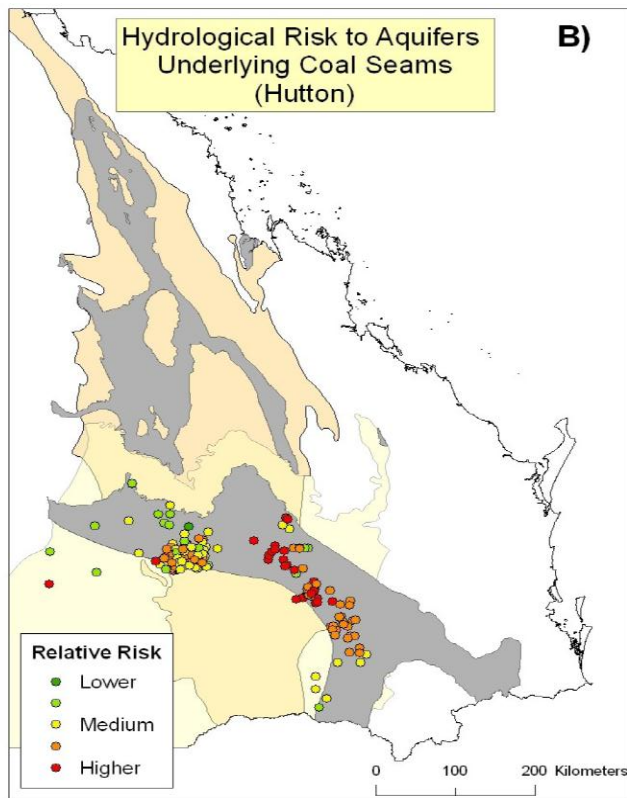 Hydrological Risk to Aquifers
Underlying Coal Seams
(Hutton)
B)
Relative Risk
Lower
Medium
Higher
0 100 200 Kilometers